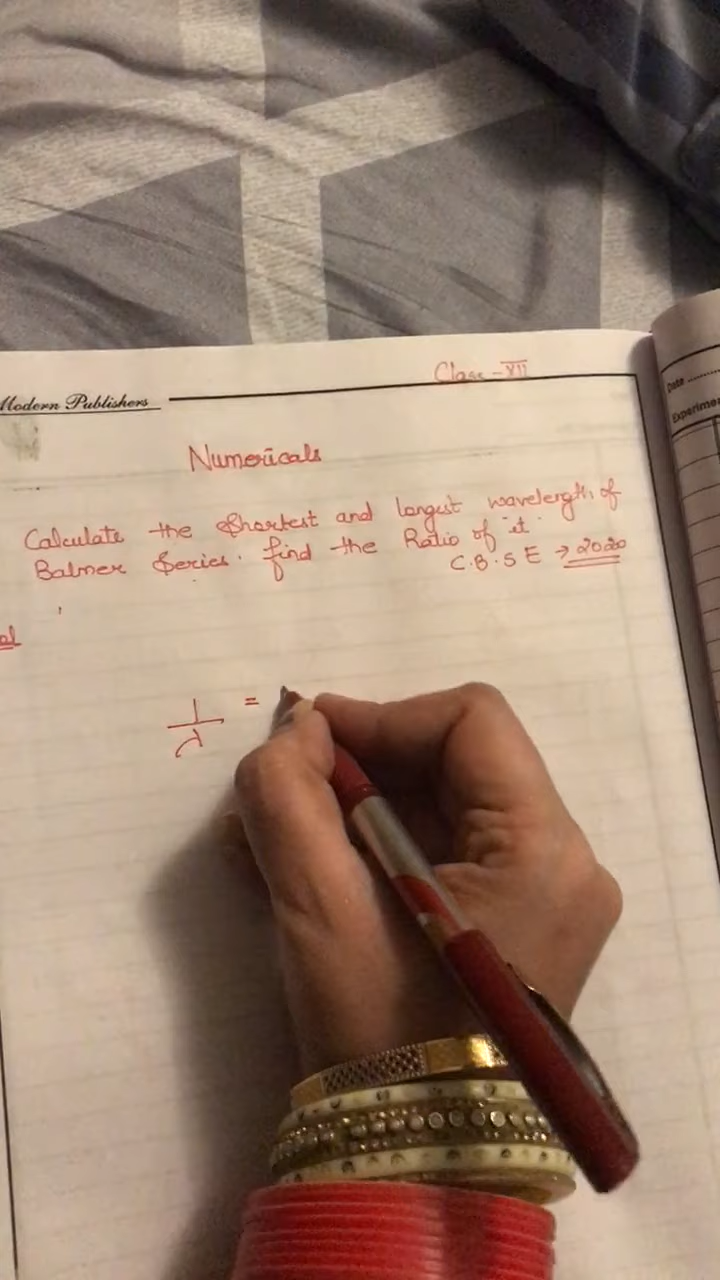 Class - XII
Modern Publishers
Date ........
Numericals
Calculate the Shortest and longest wavelength of
Balmer Series. find the Ratio of it.
C.B.S E → 2020
1
=
λ